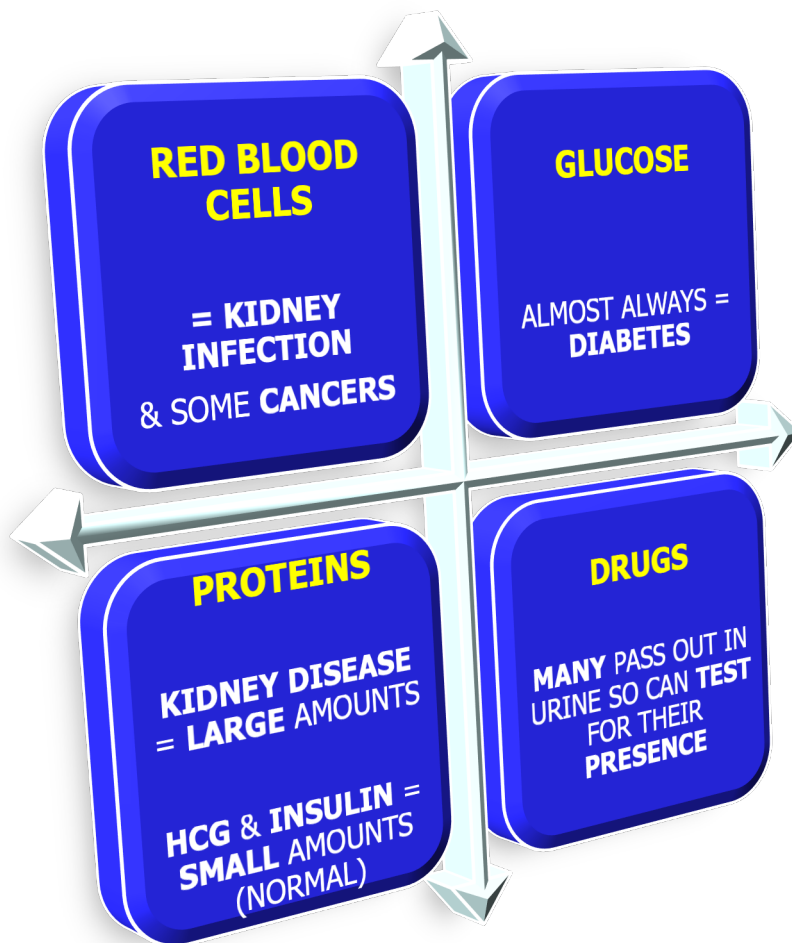 RED BLOOD
CELLS
= KIDNEY
INFECTION
& SOME CANCERS
GLUCOSE
ALMOST ALWAYS =
DIABETES
PROTEINS
KIDNEY DISEASE
= LARGE AMOUNTS
HCG & INSULIN =
SMALL AMOUNTS
(NORMAL)
DRUGS
MANY PASS OUT IN
URINE SO CAN TEST
FOR THEIR
PRESENCE